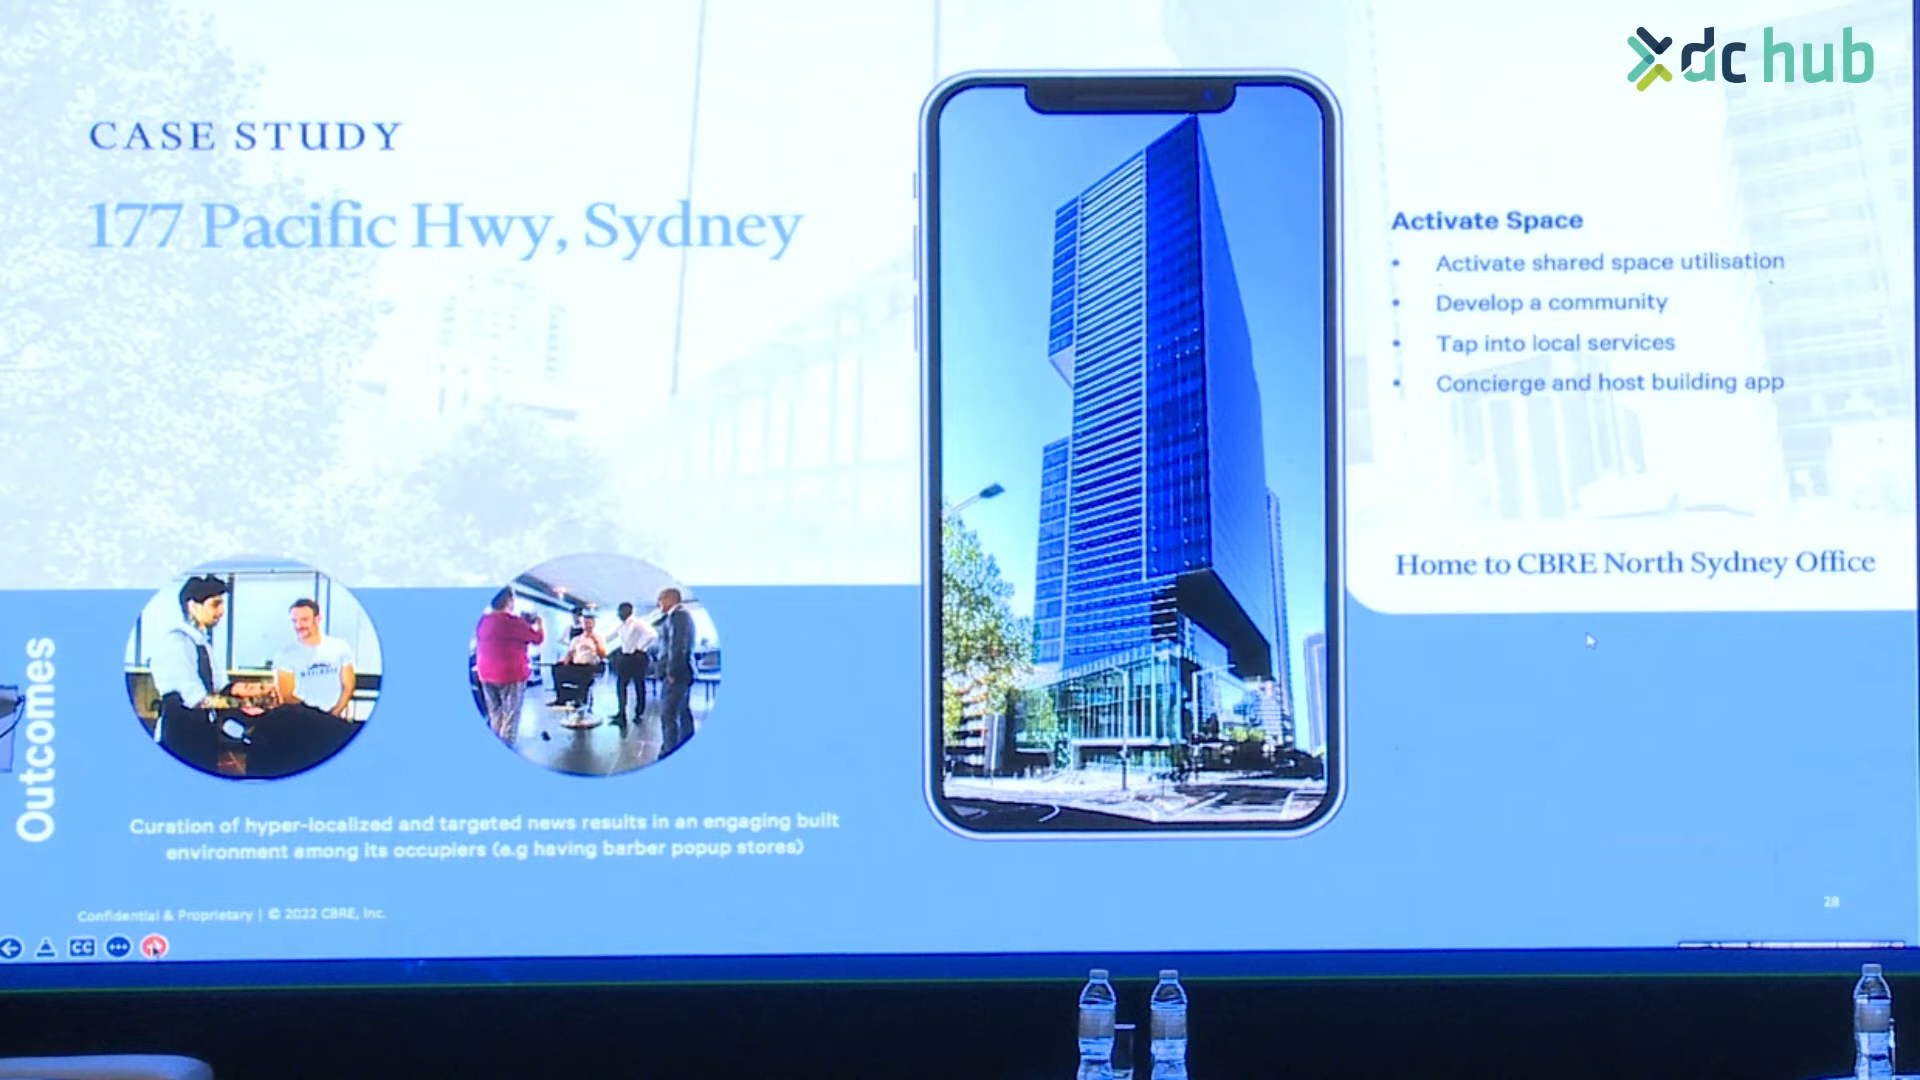 dc hub
CASE STUDY
177 Pacific Hwy, Sydney
Activate Space
• Activate shared space utilisation
• Develop a community
• Tap into local services
• Concierge and host building app
Home to CBRE North Sydney Office
Outcomes
Curation of hyper-localized and targeted news results in an engaging built
environment among its occupiers (e.g having barber popup stores)
Confidential & Proprietary | © 2022 CBRE, Inc.
28
CC